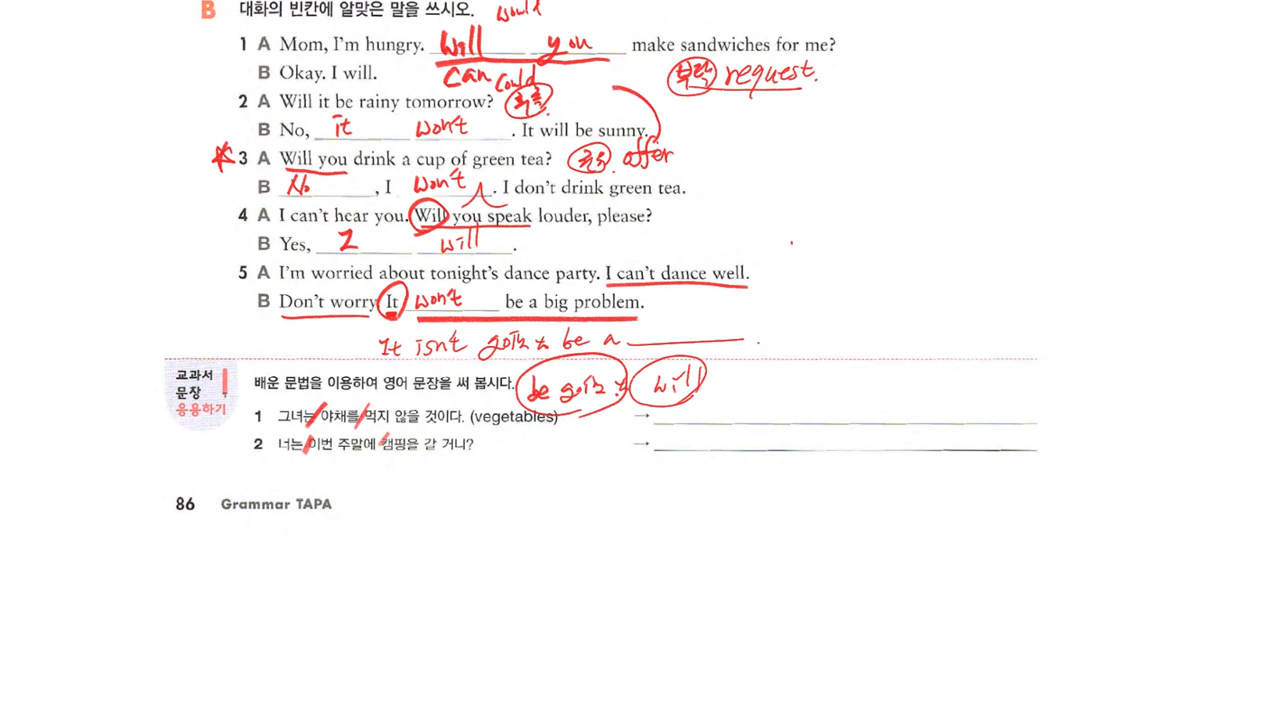 B 대화의 빈칸에 알맞은 말을 쓰시오. would
1 A Mom, I'm hungry. Will you make sandwiches for me?
B Okay. I will. can could 부탁 request.
2 A Will it be rainy tomorrow?
B No, it won't. It will be sunny.
3 A Will you drink a cup of green tea? offer
B No, I won't. I don't drink green tea.
4 A I can't hear you. Will you speak louder, please?
B Yes, I will.
5 A I'm worried about tonight's dance party. I can't dance well.
B Don't worry. It won't be a big problem.
It isn't going to be a ________.
교과서
문장
응용하기
배운 문법을 이용하여 영어 문장을 써 봅시다. be going to will
1 그녀는 / 야채를 / 먹지 않을 것이다. (vegetables) →
2 너는 / 이번 주말에 / 캠핑을 갈 거니? →
86 Grammar TAPA